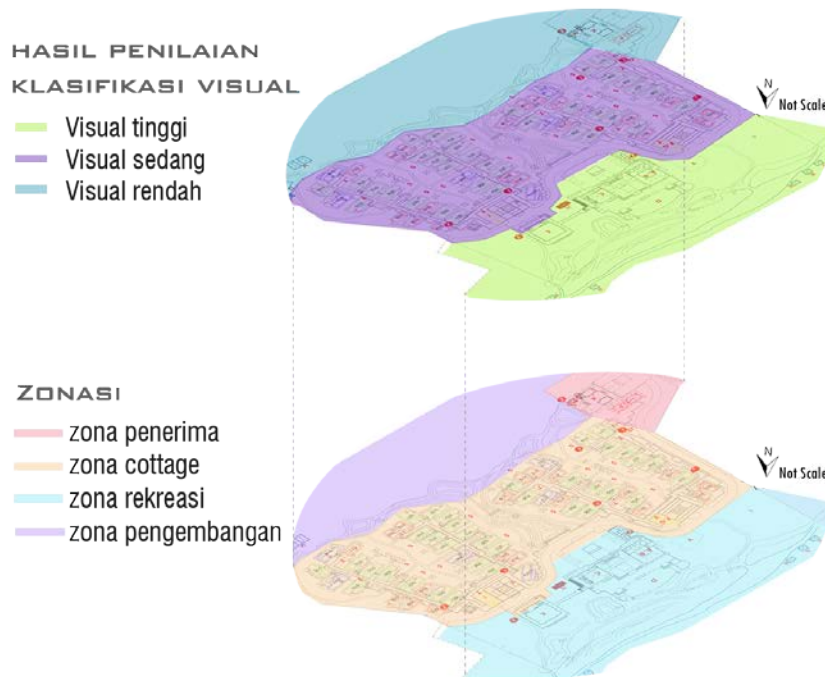 HASIL PENILAIAN
KLASIFIKASI VISUAL
Visual tinggi
Visual sedang
Visual rendah
N
Not Scale
ZONASI
zona penerima
zona cottage
zona rekreasi
zona pengembangan
N
Not Scale